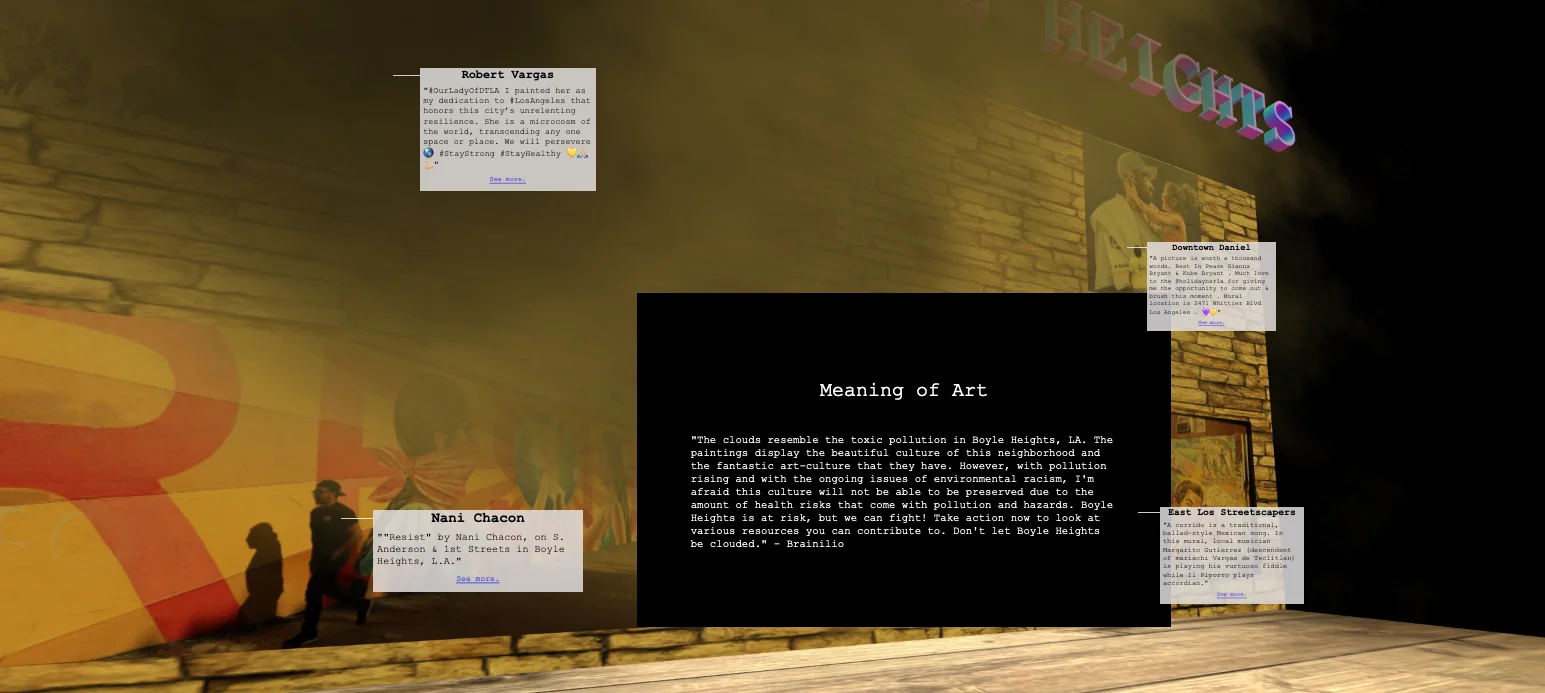 HEIGHTS
Robert Vargas
"#OurLadyOfDTLA I painted her as
my dedication to #LosAngeles that
honors this city's unrelenting
resilience. She is a microcosm of
the world, transcending any one
space or place. We will persevere
🌎 #StayStrong #StayHealthy 💛🙏🏼
💪🏼"
See more.
Downtown Daniel
"A picture is worth a thousand
words. Rest In Peace Gianna
Bryant & Kobe Bryant . Much love
to the @holidaybarla for giving
me the opportunity to come out &
brush this moment . Mural
location is 2471 Whittier Blvd
Los Angeles . 💜💛"
See more.
Meaning of Art
"The clouds resemble the toxic pollution in Boyle Heights, LA. The
paintings display the beautiful culture of this neighborhood and
the fantastic art-culture that they have. However, with pollution
rising and with the ongoing issues of environmental racism, I'm
afraid this culture will not be able to be preserved due to the
amount of health risks that come with pollution and hazards. Boyle
Heights is at risk, but we can fight! Take action now to look at
various resources you can contribute to. Don't let Boyle Heights
be clouded." - Brainilio
Nani Chacon
""Resist" by Nani Chacon, on S.
Anderson & 1st Streets in Boyle
Heights, L.A."
See more.
East Los Streetscapers
"A corrido is a traditional,
ballad-style Mexican song. In
this mural, local musician
Margarito Gutierrez (descendent
of mariachi Vargas de Teclitlan)
is playing his vurtuoso fiddle
while Il Piporro plays
accordian."
See more.